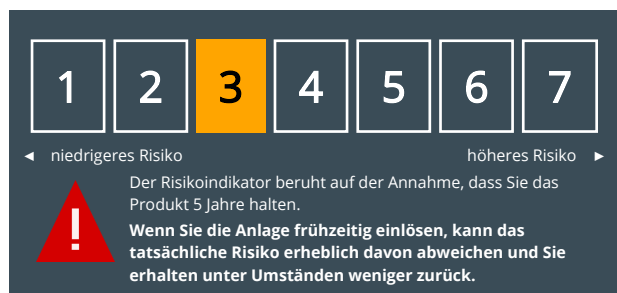 1 2 3 4 5 6 7
◄ niedrigeres Risiko höheres Risiko ►
Der Risikoindikator beruht auf der Annahme, dass Sie das
Produkt 5 Jahre halten.
Wenn Sie die Anlage frühzeitig einlösen, kann das
tatsächliche Risiko erheblich davon abweichen und Sie
erhalten unter Umständen weniger zurück.
!